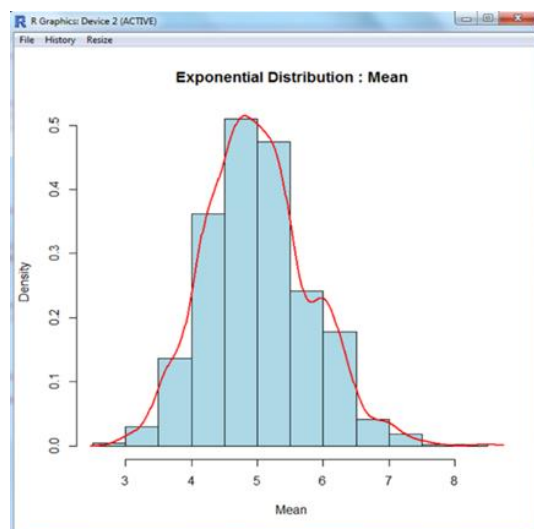 R Graphics: Device 2 (ACTIVE)
File History Resize
Exponential Distribution : Mean
Density
0.5
0.4
0.3
0.2
0.1
0.0
3 4 5 6 7 8
Mean